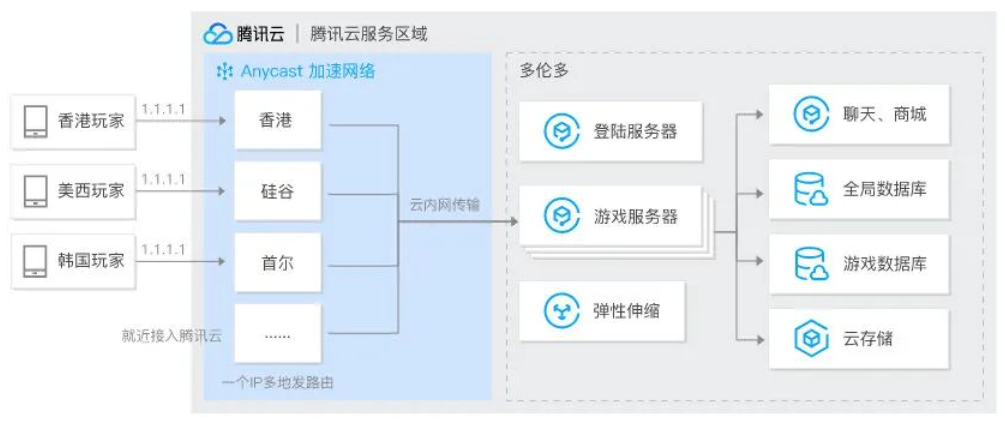 腾讯云 | 腾讯云服务区域
Anycast 加速网络
多伦多
香港玩家
1.1.1.1
香港
美西玩家
1.1.1.1
硅谷
韩国玩家
1.1.1.1
首尔
就近接入腾讯云
......
一个IP多地发路由
云内网传输
登陆服务器
游戏服务器
弹性伸缩
聊天、商城
全局数据库
游戏数据库
云存储